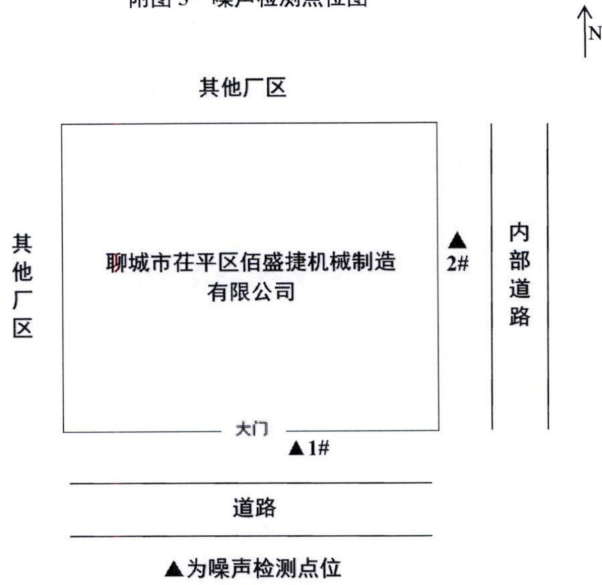 附图3 噪声检测点位图
N
其他厂区
其他厂区
聊城市茌平区佰盛捷机械制造
有限公司
▲
2#
内部道路
大门
▲1#
道路
▲为噪声检测点位